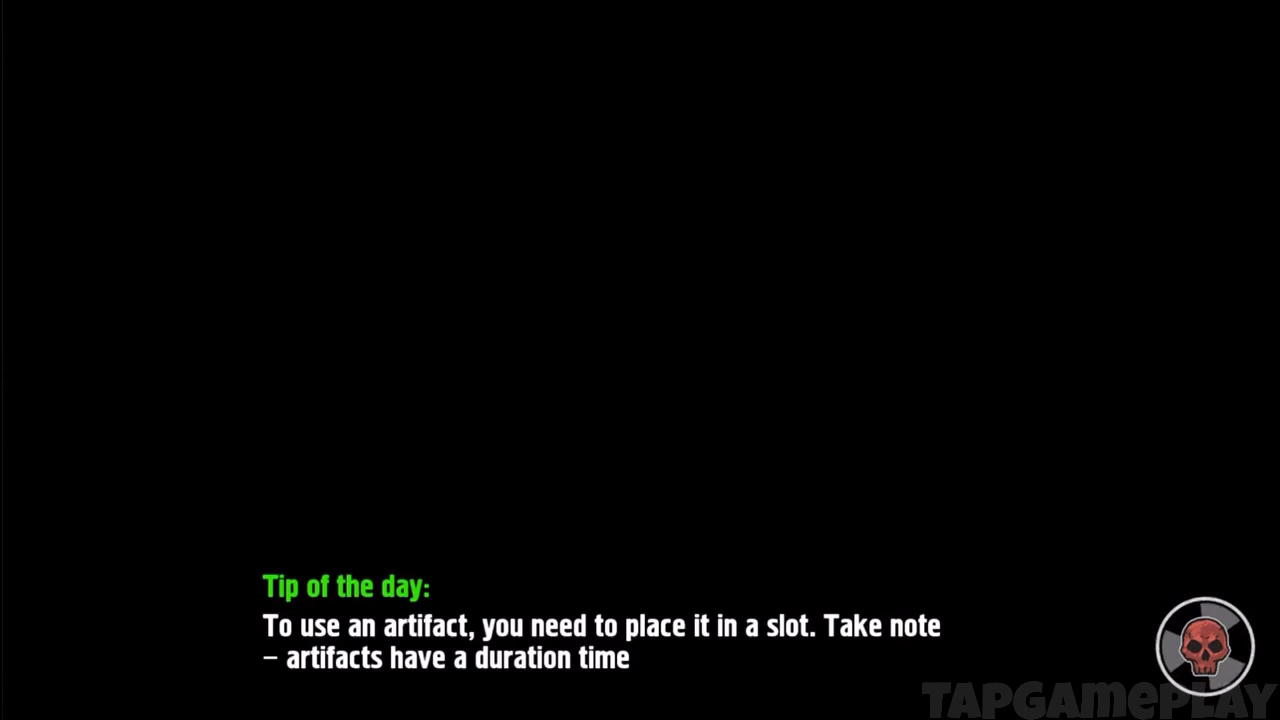 Tip of the day:
To use an artifact, you need to place it in a slot. Take note
– artifacts have a duration time
TAPGamePLAY